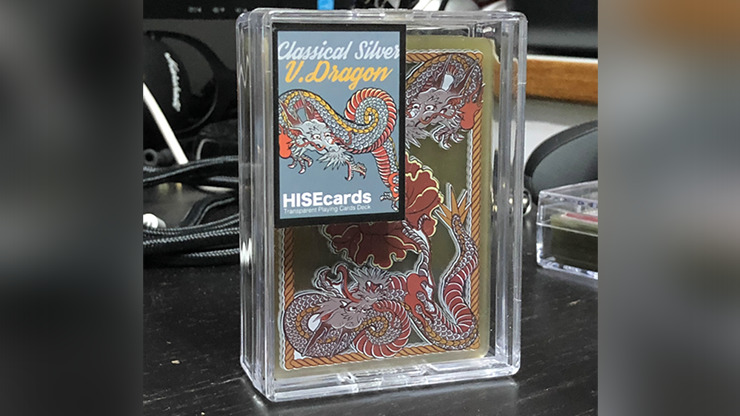 Classical Silver
V.Dragon
HISEcards
Transparent Playing Cards Deck